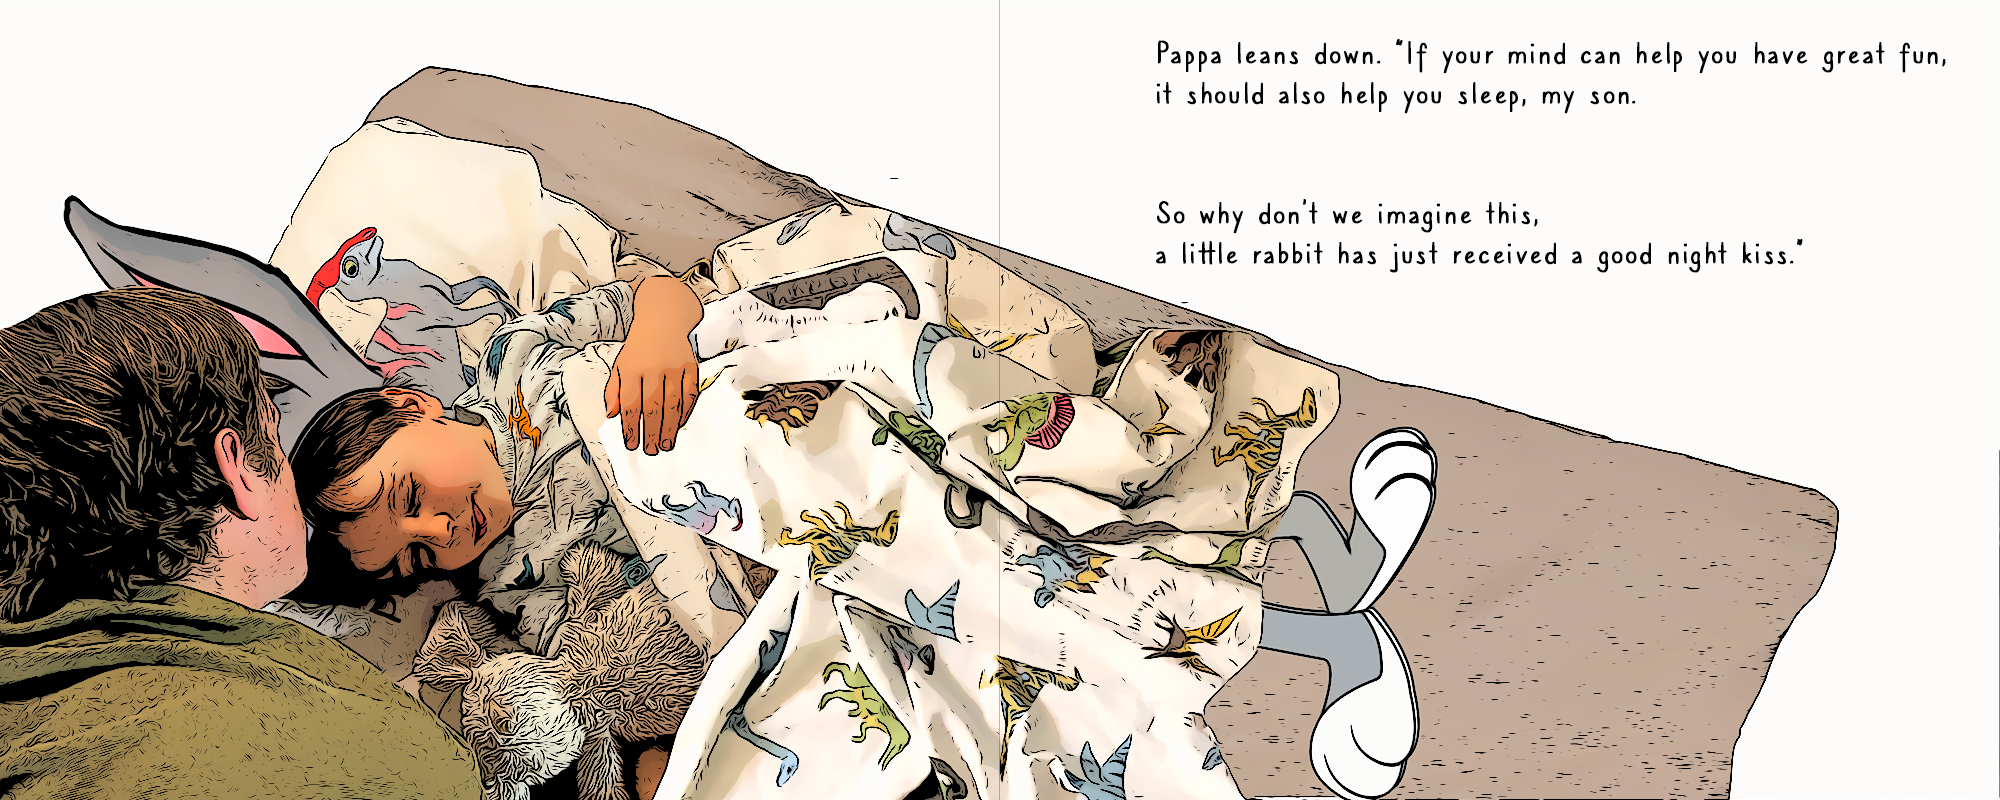 Pappa leans down. "If your mind can help you have great fun,
it should also help you sleep, my son.
So why don't we imagine this,
a little rabbit has just received a good night kiss."